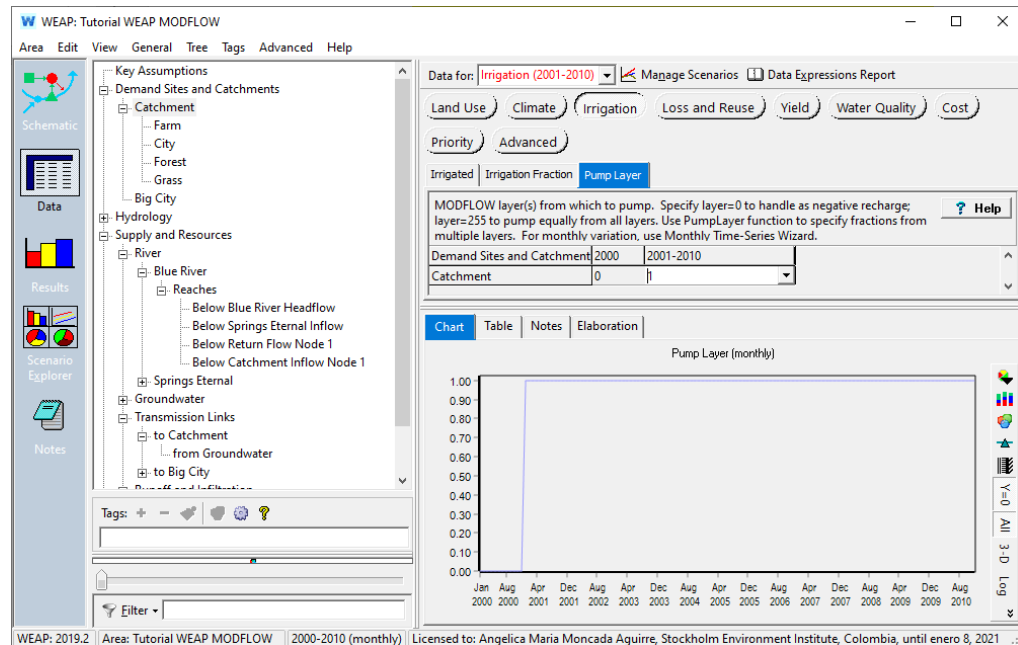 WEAP: Tutorial WEAP MODFLOW
Area Edit View General Tree Tags Advanced Help
Schematic
Data
Results
Scenario
Explorer
Notes
Key Assumptions
Demand Sites and Catchments
Catchment
Farm
City
Forest
Grass
Big City
Hydrology
Supply and Resources
River
Blue River
Reaches
Below Blue River Headflow
Below Springs Eternal Inflow
Below Return Flow Node 1
Below Catchment Inflow Node 1
Springs Eternal
Groundwater
Transmission Links
to Catchment
from Groundwater
to Big City
Runoff and Infiltration
Tags:
Filter
Data for: Irrigation (2001-2010) Manage Scenarios Data Expressions Report
Land Use Climate Irrigation Loss and Reuse Yield Water Quality Cost
Priority Advanced
Irrigated Irrigation Fraction Pump Layer
MODFLOW layer(s) from which to pump. Specify layer=0 to handle as negative recharge;
layer=255 to pump equally from all layers. Use PumpLayer function to specify fractions from
multiple layers. For monthly variation, use Monthly Time-Series Wizard.
? Help
Demand Sites and Catchment 2000 2001-2010
Catchment 0 1
Chart Table Notes Elaboration
Pump Layer (monthly)
1.00
0.90
0.80
0.70
0.60
0.50
0.40
0.30
0.20
0.10
0.00
Jan Aug Apr Dec Aug Apr Dec Aug Apr Dec Aug Apr Dec Aug Apr Dec Aug
2000 2000 2001 2001 2002 2003 2003 2004 2005 2005 2006 2007 2007 2008 2009 2009 2010
Y=0
All
3-D
Log
WEAP: 2019.2 Area: Tutorial WEAP MODFLOW 2000-2010 (monthly) Licensed to: Angelica Maria Moncada Aguirre, Stockholm Environment Institute, Colombia, until enero 8, 2021